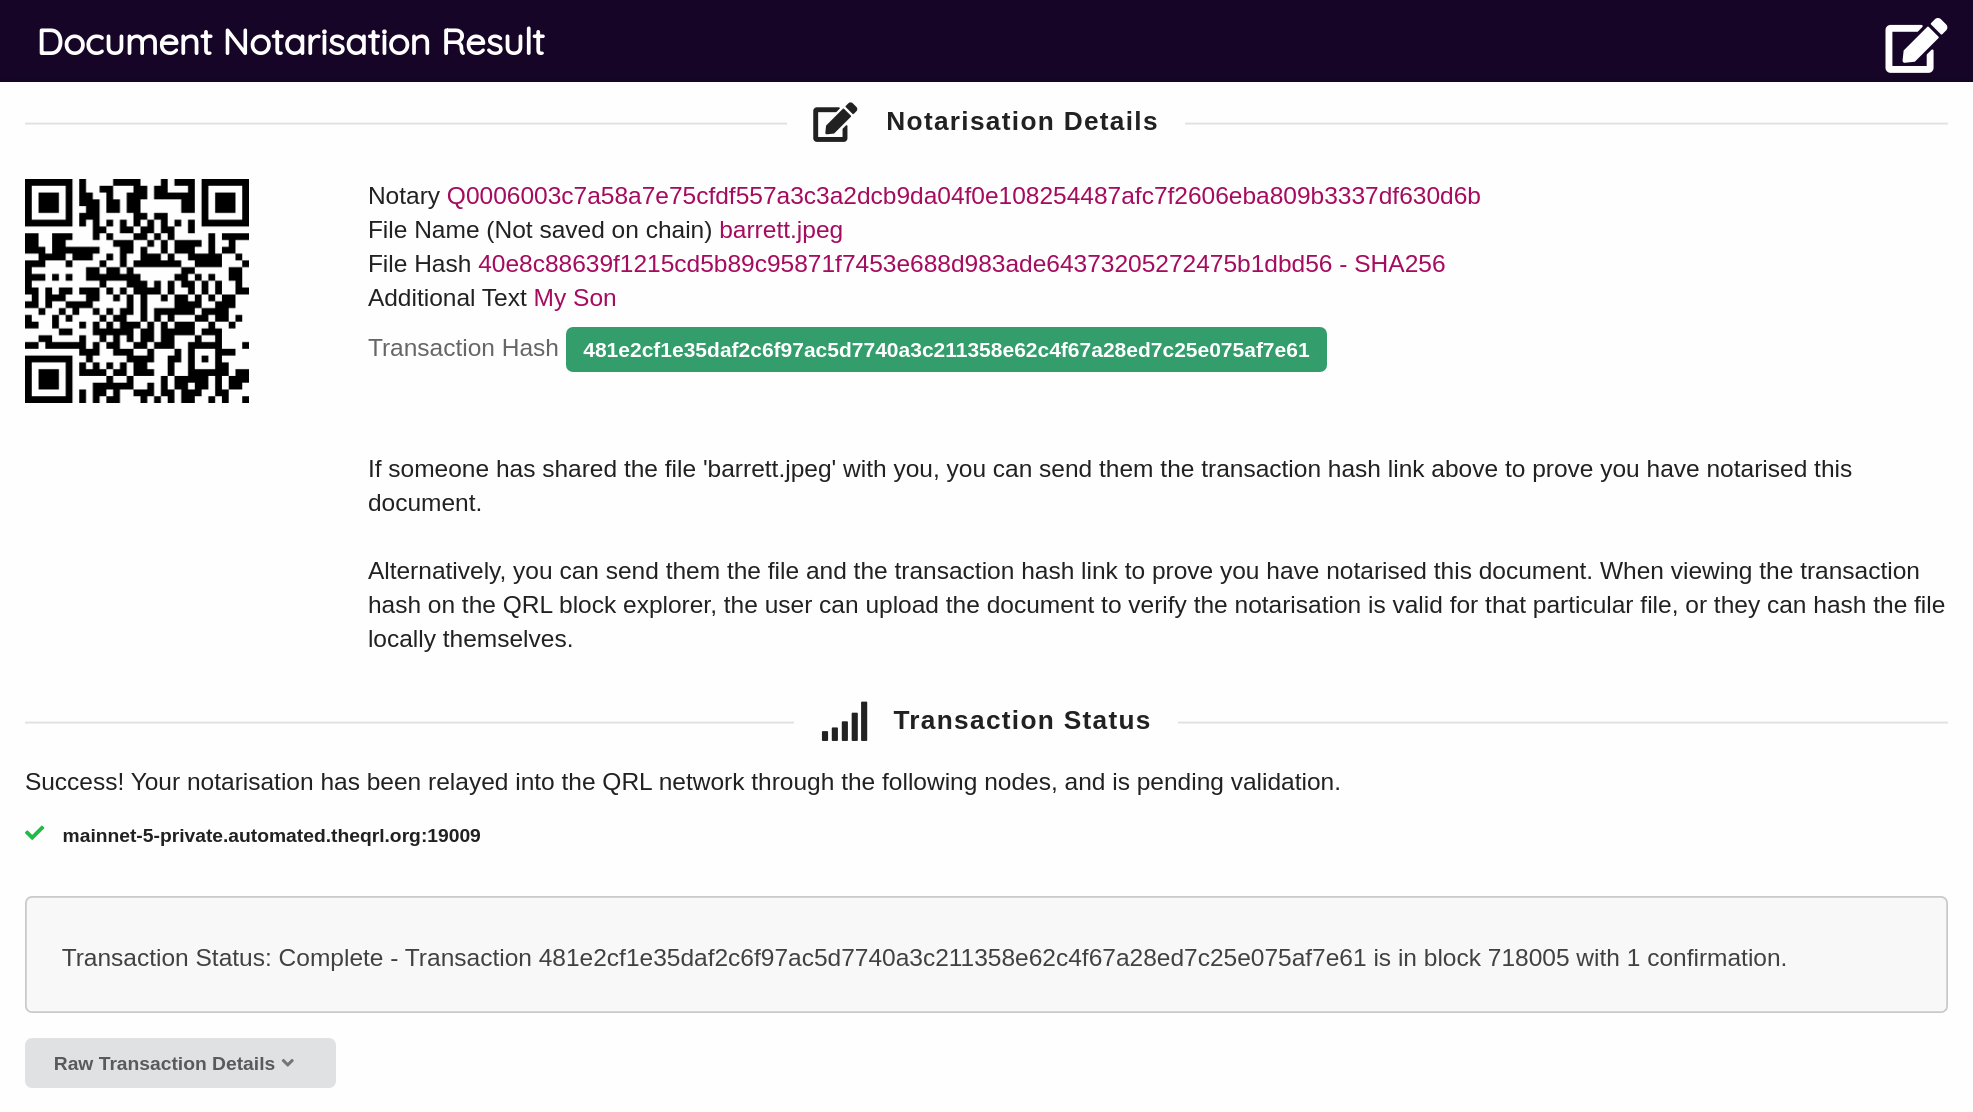 Document Notarisation Result
Notarisation Details
Notary Q0006003c7a58a7e75cfdf557a3c3a2dcb9da04f0e108254487afc7f2606eba809b3337df630d6b
File Name (Not saved on chain) barrett.jpeg
File Hash 40e8c88639f1215cd5b89c95871f7453e688d983ade64373205272475b1dbd56 - SHA256
Additional Text My Son
Transaction Hash 481e2cf1e35daf2c6f97ac5d7740a3c211358e62c4f67a28ed7c25e075af7e61
If someone has shared the file 'barrett.jpeg' with you, you can send them the transaction hash link above to prove you have notarised this
document.
Alternatively, you can send them the file and the transaction hash link to prove you have notarised this document. When viewing the transaction
hash on the QRL block explorer, the user can upload the document to verify the notarisation is valid for that particular file, or they can hash the file
locally themselves.
Transaction Status
Success! Your notarisation has been relayed into the QRL network through the following nodes, and is pending validation.
mainnet-5-private.automated.theqrl.org:19009
Transaction Status: Complete - Transaction 481e2cf1e35daf2c6f97ac5d7740a3c211358e62c4f67a28ed7c25e075af7e61 is in block 718005 with 1 confirmation.
Raw Transaction Details